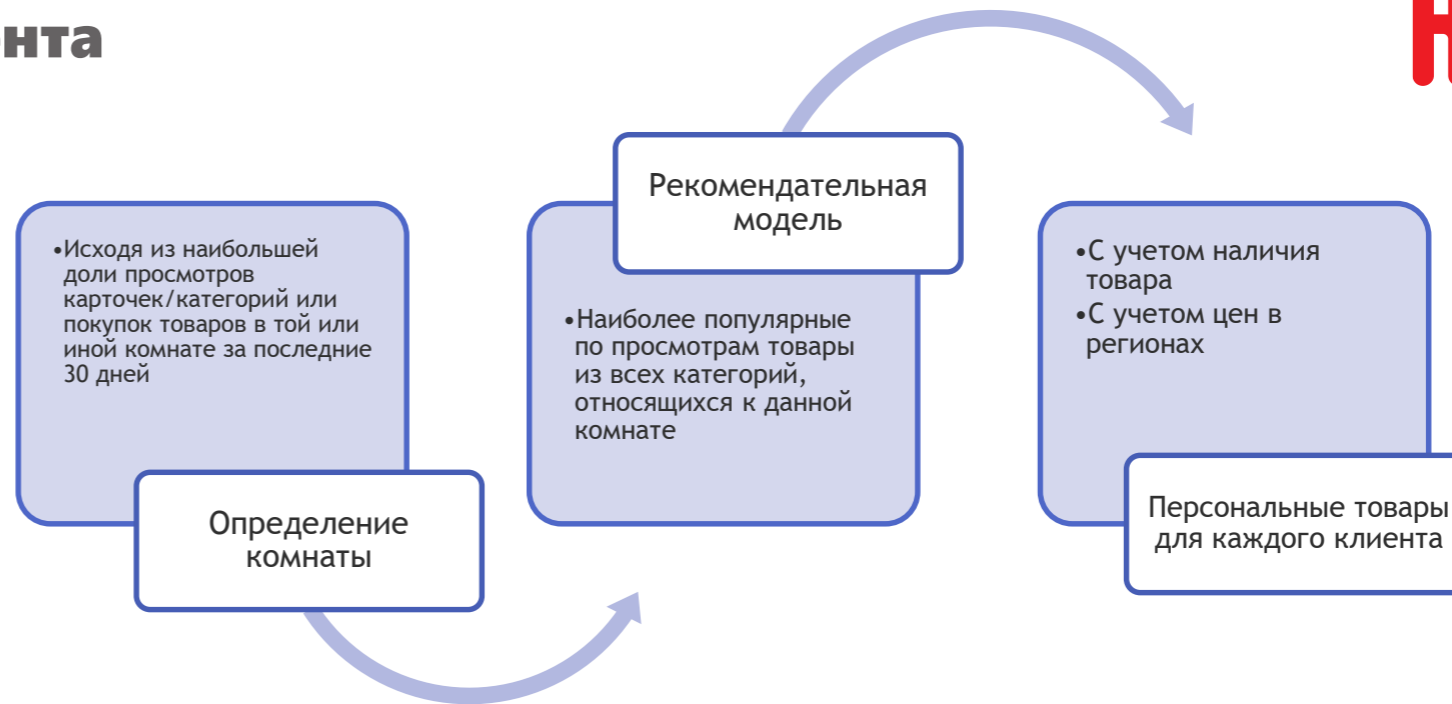 нта
•Исходя из наибольшей
доли просмотров
карточек/категорий или
покупок товаров в той или
иной комнате за последние
30 дней
Определение
комнаты
Рекомендательная
модель
•Наиболее популярные
по просмотрам товары
из всех категорий,
относящихся к данной
комнате
•С учетом наличия
товара
•С учетом цен в
регионах
Персональные товары
для каждого клиента